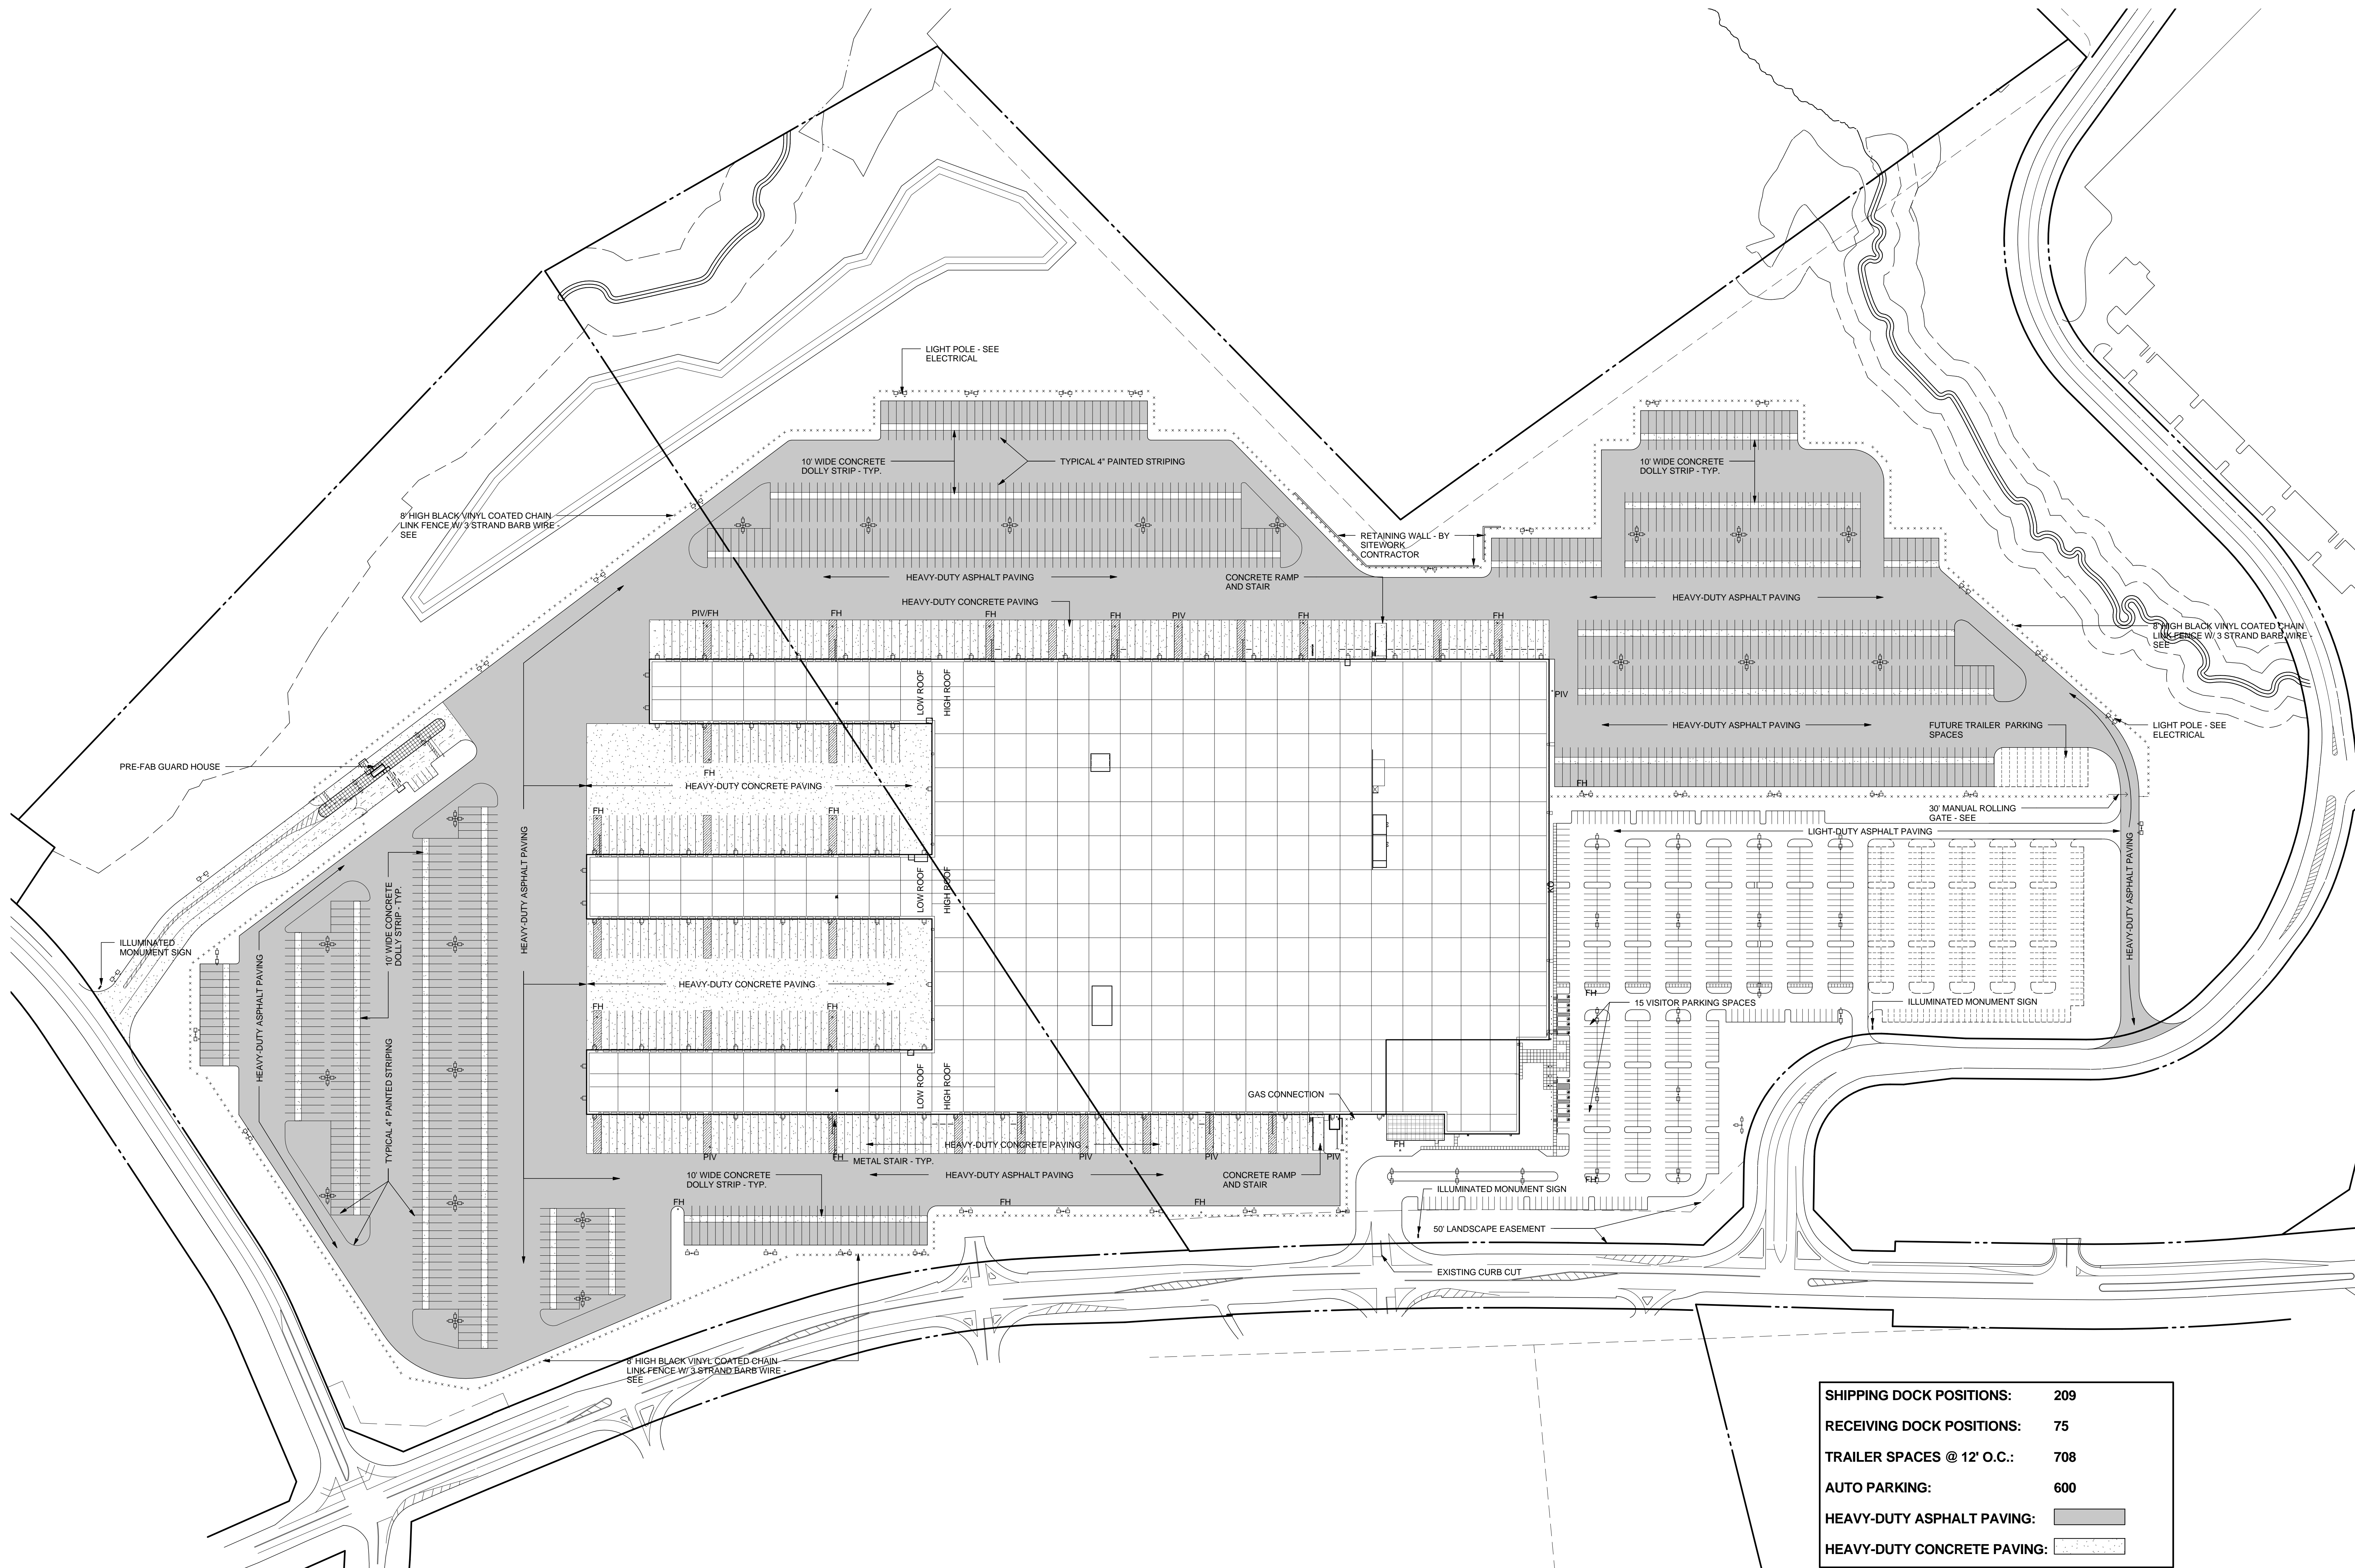 LIGHT POLE - SEE
ELECTRICAL
10' WIDE CONCRETE
DOLLY STRIP - TYP.
TYPICAL 4" PAINTED STRIPING
10' WIDE CONCRETE
DOLLY STRIP - TYP.
8' HIGH BLACK VINYL COATED CHAIN
LINK FENCE W/ 3 STRAND BARB WIRE -
SEE
RETAINING WALL - BY
SITEWORK
CONTRACTOR
HEAVY-DUTY ASPHALT PAVING
CONCRETE RAMP
AND STAIR
HEAVY-DUTY CONCRETE PAVING
HEAVY-DUTY ASPHALT PAVING
PIV/FH
FH
FH
FH
PIV
FH
FH
8' HIGH BLACK VINYL COATED CHAIN
LINK FENCE W/ 3 STRAND BARB WIRE -
SEE
LOW ROOF
HIGH ROOF
PIV
HEAVY-DUTY ASPHALT PAVING
FUTURE TRAILER PARKING
SPACES
LIGHT POLE - SEE
ELECTRICAL
PRE-FAB GUARD HOUSE
FH
HEAVY-DUTY CONCRETE PAVING
FH
30' MANUAL ROLLING
GATE - SEE
FH
FH
LIGHT-DUTY ASPHALT PAVING
HEAVY-DUTY ASPHALT PAVING
10' WIDE CONCRETE
DOLLY STRIP - TYP.
LOW ROOF
HIGH ROOF
KO
HEAVY-DUTY ASPHALT PAVING
ILLUMINATED
MONUMENT SIGN
HEAVY-DUTY ASPHALT PAVING
HEAVY-DUTY CONCRETE PAVING
FH
FH
FH
15 VISITOR PARKING SPACES
ILLUMINATED MONUMENT SIGN
TYPICAL 4" PAINTED STRIPING
LOW ROOF
HIGH ROOF
GAS CONNECTION
HEAVY-DUTY CONCRETE PAVING
FH
PIV
FH
METAL STAIR - TYP.
PIV
PIV
PIV
10' WIDE CONCRETE
DOLLY STRIP - TYP.
HEAVY-DUTY ASPHALT PAVING
CONCRETE RAMP
AND STAIR
FH
ILLUMINATED MONUMENT SIGN
FH
FH
FH
50' LANDSCAPE EASEMENT
EXISTING CURB CUT
8' HIGH BLACK VINYL COATED CHAIN
LINK FENCE W/ 3 STRAND BARB WIRE -
SEE
SHIPPING DOCK POSITIONS: 209
RECEIVING DOCK POSITIONS: 75
TRAILER SPACES @ 12' O.C.: 708
AUTO PARKING: 600
HEAVY-DUTY ASPHALT PAVING:
HEAVY-DUTY CONCRETE PAVING: